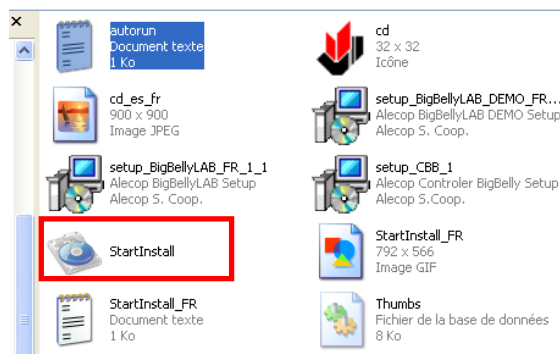 autorun
Document texte
1 Ko
cd
32 x 32
Icône
cd_es_fr
900 x 900
Image JPEG
setup_BigBellyLAB_DEMO_FR...
Alecop BigBellyLAB DEMO Setup
Alecop S. Coop.
setup_BigBellyLAB_FR_1_1
Alecop BigBellyLAB Setup
Alecop S. Coop.
setup_CBB_1
Alecop Controler BigBelly Setup
Alecop S.Coop.
StartInstall
StartInstall_FR
792 x 566
Image GIF
StartInstall_FR
Document texte
1 Ko
Thumbs
Fichier de la base de données
8 Ko